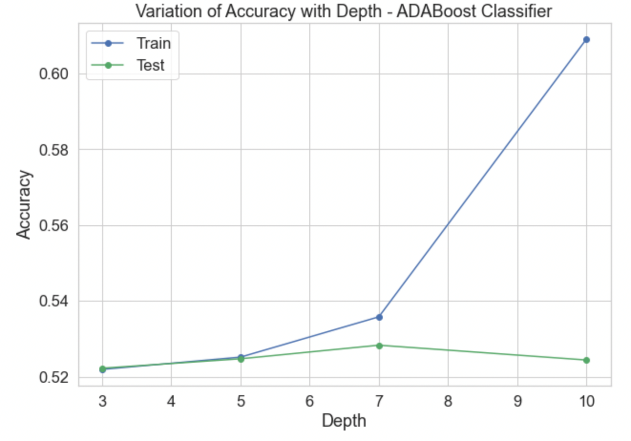 Variation of Accuracy with Depth - ADABoost Classifier
Train
Test
Accuracy
0.60
0.58
0.56
0.54
0.52
3 4 5 6 7 8 9 10
Depth